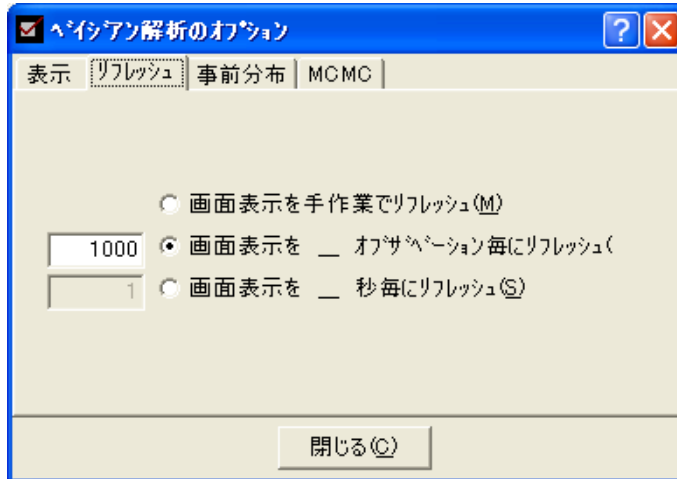 ﾍﾞｲｼﾞｱﾝ解析のｵﾌﾟｼｮﾝ
表示 ﾘﾌﾚｯｼｭ 事前分布 MCMC
画面表示を手作業でﾘﾌﾚｯｼｭ(M)
1000 画面表示を __ ｵﾌﾞｻﾞﾍﾞｰｼｮﾝ毎にﾘﾌﾚｯｼｭ(
1 画面表示を __ 秒毎にﾘﾌﾚｯｼｭ(S)
閉じる(C)